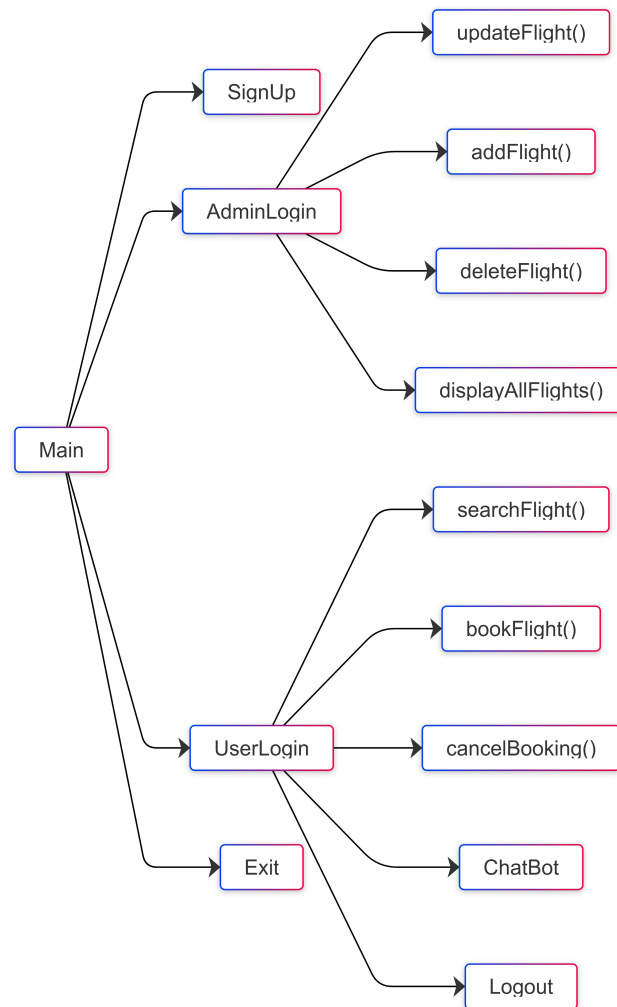 updateFlight()
SignUp
addFlight()
AdminLogin
deleteFlight()
displayAllFlights()
Main
searchFlight()
bookFlight()
UserLogin
cancelBooking()
Exit
ChatBot
Logout